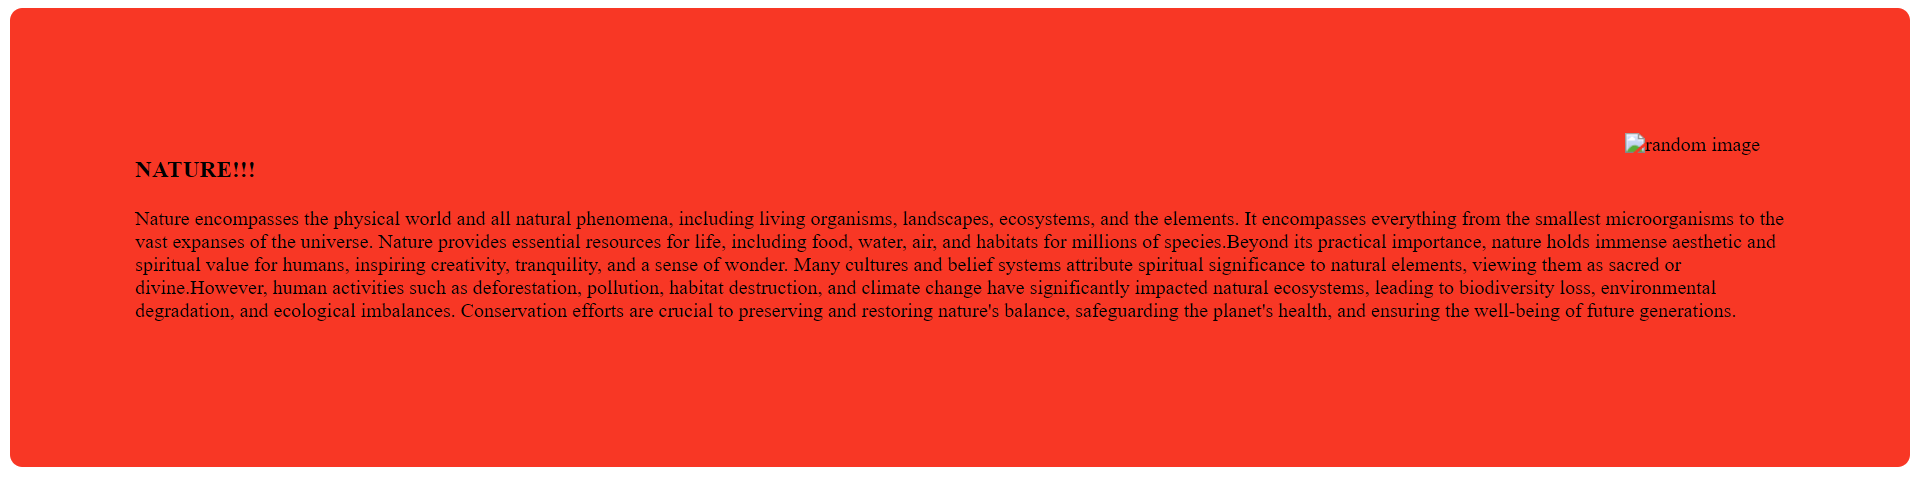 random image
NATURE!!!
Nature encompasses the physical world and all natural phenomena, including living organisms, landscapes, ecosystems, and the elements. It encompasses everything from the smallest microorganisms to the
vast expanses of the universe. Nature provides essential resources for life, including food, water, air, and habitats for millions of species.Beyond its practical importance, nature holds immense aesthetic and
spiritual value for humans, inspiring creativity, tranquility, and a sense of wonder. Many cultures and belief systems attribute spiritual significance to natural elements, viewing them as sacred or
divine.However, human activities such as deforestation, pollution, habitat destruction, and climate change have significantly impacted natural ecosystems, leading to biodiversity loss, environmental
degradation, and ecological imbalances. Conservation efforts are crucial to preserving and restoring nature's balance, safeguarding the planet's health, and ensuring the well-being of future generations.